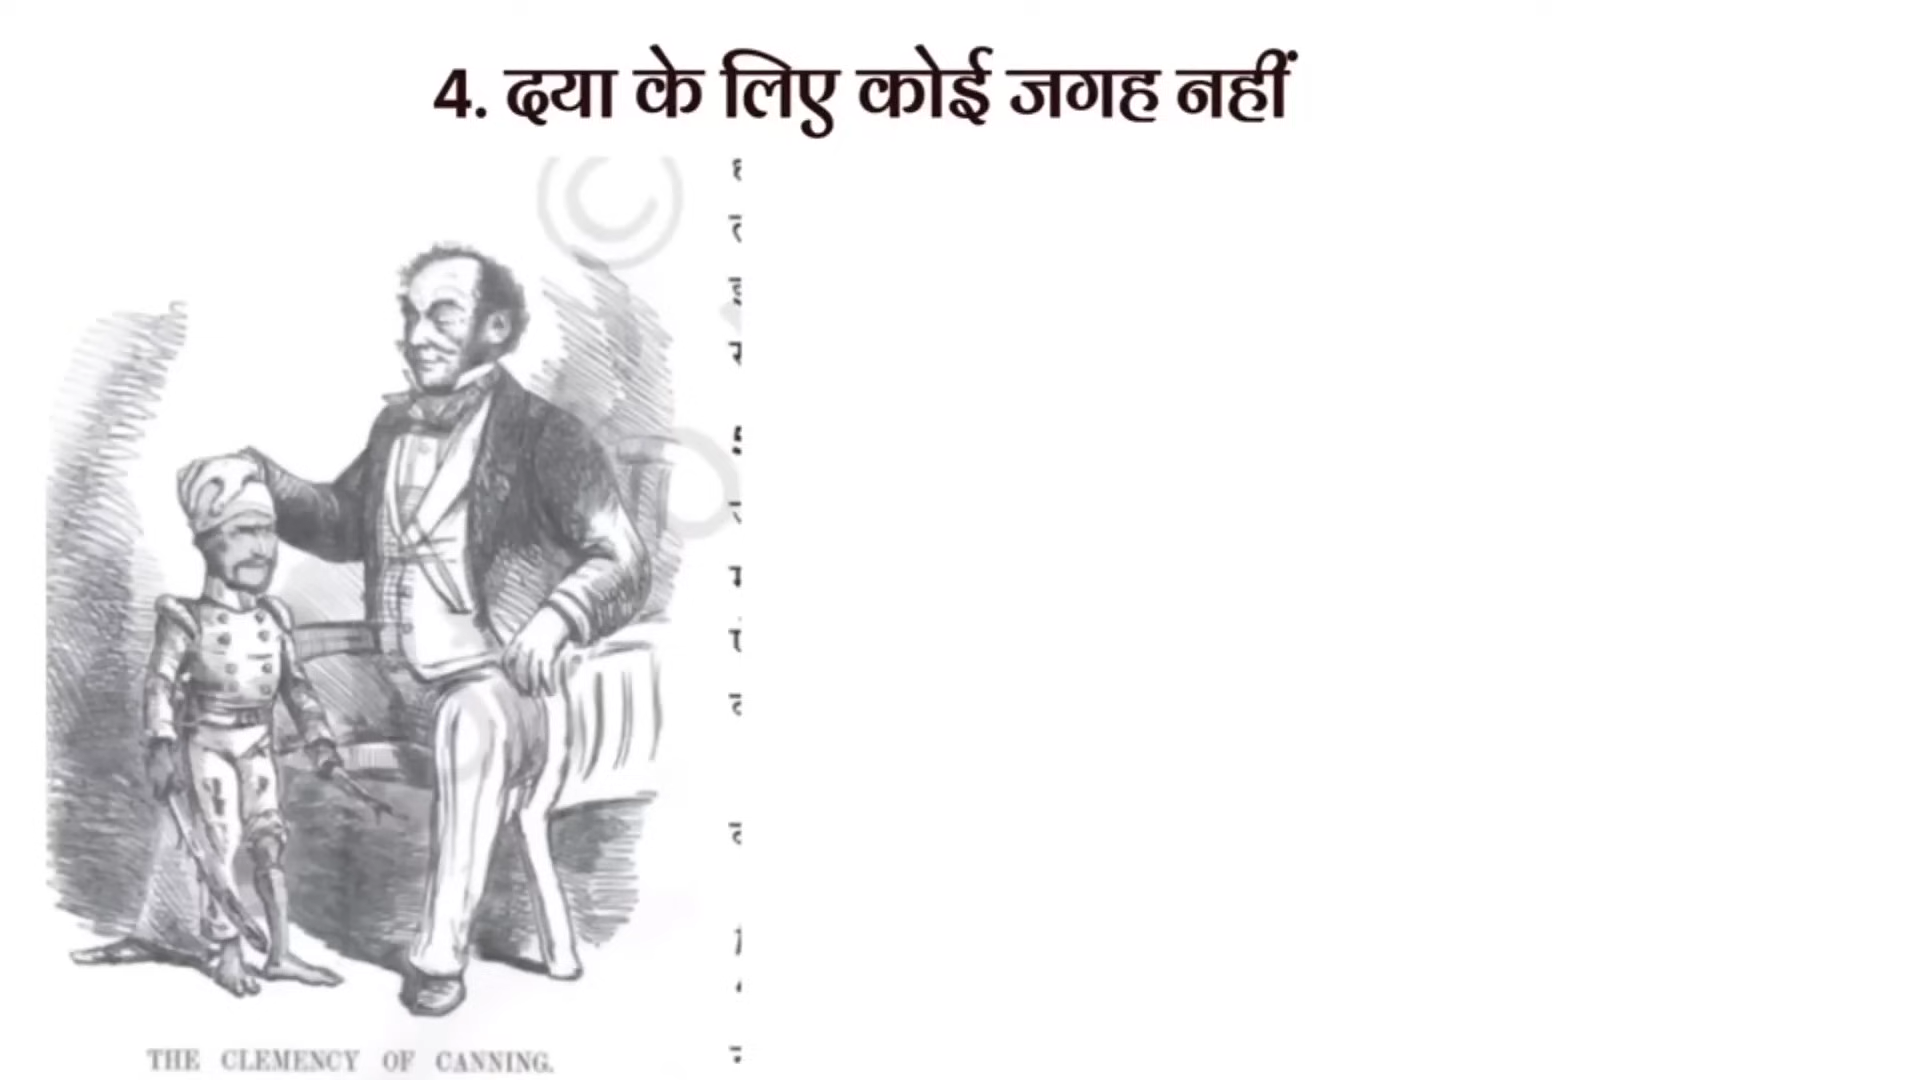 4. दया के लिए कोई जगह नहीं
THE CLEMENCY OF CANNING.